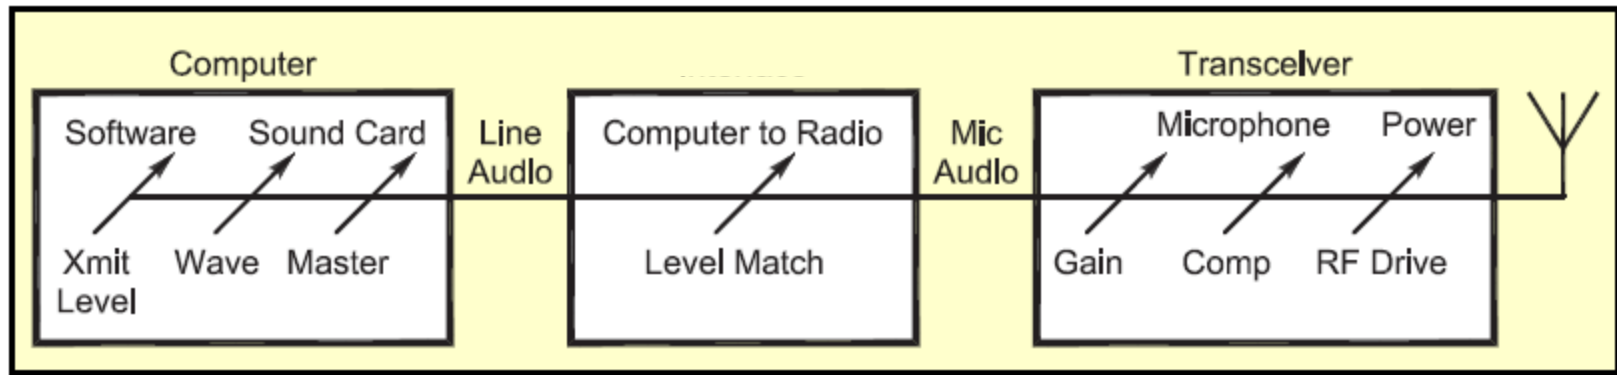 Computer
Transceiver
Software Sound Card
Line
Audio
Computer to Radio
Mic
Audio
Microphone Power
Xmit
Level
Wave Master
Level Match
Gain Comp RF Drive